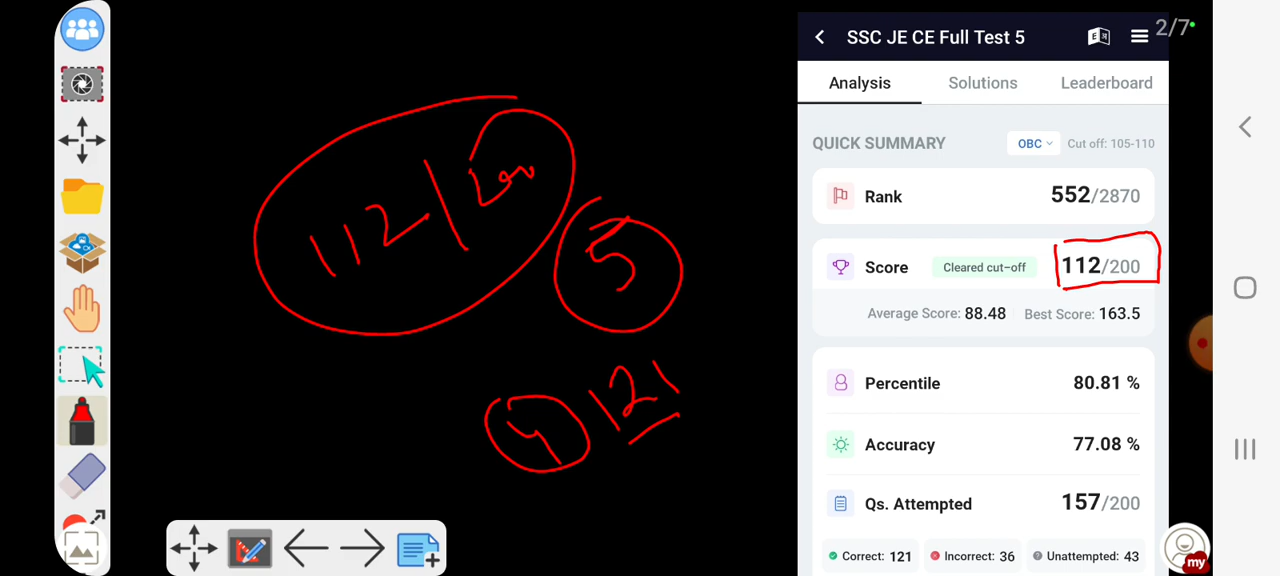 2/7
SSC JE CE Full Test 5
Analysis Solutions Leaderboard
QUICK SUMMARY OBC Cut off: 105-110
Rank 552/2870
Score Cleared cut-off 112/200
Average Score: 88.48 Best Score: 163.5
Percentile 80.81 %
Accuracy 77.08 %
Qs. Attempted 157/200
Correct: 121 Incorrect: 36 Unattempted: 43
112/200
5
121
my